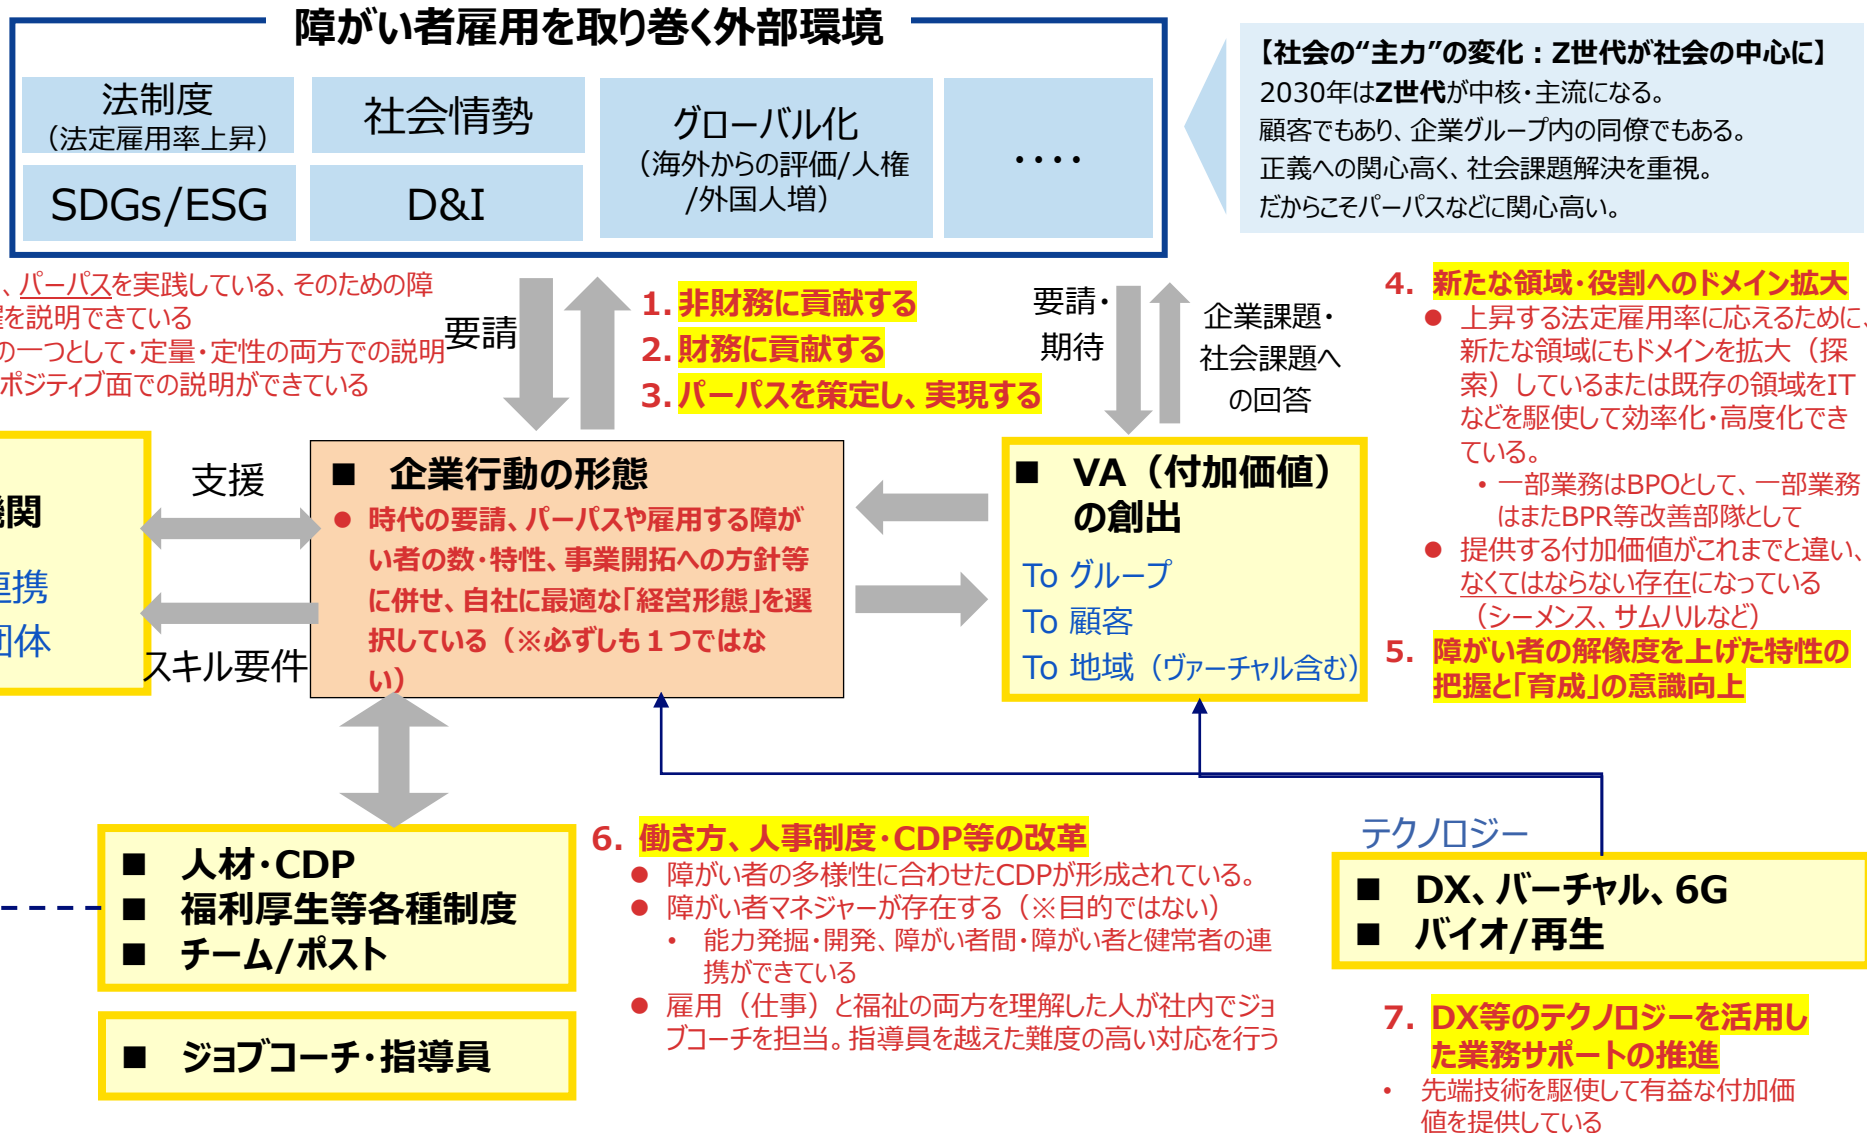 障がい者雇用を取り巻く外部環境
法制度
（法定雇用率上昇）
社会情勢
グローバル化
（海外からの評価/人権
/外国人増）
・・・・
SDGs/ESG
D&I
【社会の“主力”の変化：Z世代が社会の中心に】
2030年はZ世代が中核・主流になる。
顧客でもあり、企業グループ内の同僚でもある。
正義への関心高く、社会課題解決を重視。
だからこそパーパスなどに関心高い。
、パーパスを実践している、そのための障
を説明できている
の一つとして・定量・定性の両方での説明
ポジティブ面での説明ができている
要請
1. 非財務に貢献する
2. 財務に貢献する
3. パーパスを策定し、実現する
要請・
期待
企業課題・
社会課題へ
の回答
4. 新たな領域・役割へのドメイン拡大
● 上昇する法定雇用率に応えるために、
新たな領域にもドメインを拡大（探
索）しているまたは既存の領域をIT
などを駆使して効率化・高度化でき
ている。
• 一部業務はBPOとして、一部業務
はまたBPR等改善部隊として
● 提供する付加価値がこれまでと違い、
なくてはならない存在になっている
（シーメンス、サムハルなど）
5. 障がい者の解像度を上げた特性の
把握と「育成」の意識向上
関
連携
団体
支援
スキル要件
■ 企業行動の形態
● 時代の要請、パーパスや雇用する障が
い者の数・特性、事業開拓への方針等
に併せ、自社に最適な「経営形態」を選
択している（※必ずしも１つではな
い）
■ VA（付加価値）
の創出
To グループ
To 顧客
To 地域（ヴァーチャル含む）
■ 人材・CDP
■ 福利厚生等各種制度
■ チーム/ポスト
■ ジョブコーチ・指導員
6. 働き方、人事制度・CDP等の改革
● 障がい者の多様性に合わせたCDPが形成されている。
● 障がい者マネジャーが存在する（※目的ではない）
• 能力発掘・開発、障がい者間・障がい者と健常者の連
携ができている
● 雇用（仕事）と福祉の両方を理解した人が社内でジョ
ブコーチを担当。指導員を越えた難度の高い対応を行う
テクノロジー
■ DX、バーチャル、6G
■ バイオ/再生
7. DX等のテクノロジーを活用し
た業務サポートの推進
• 先端技術を駆使して有益な付加価
値を提供している